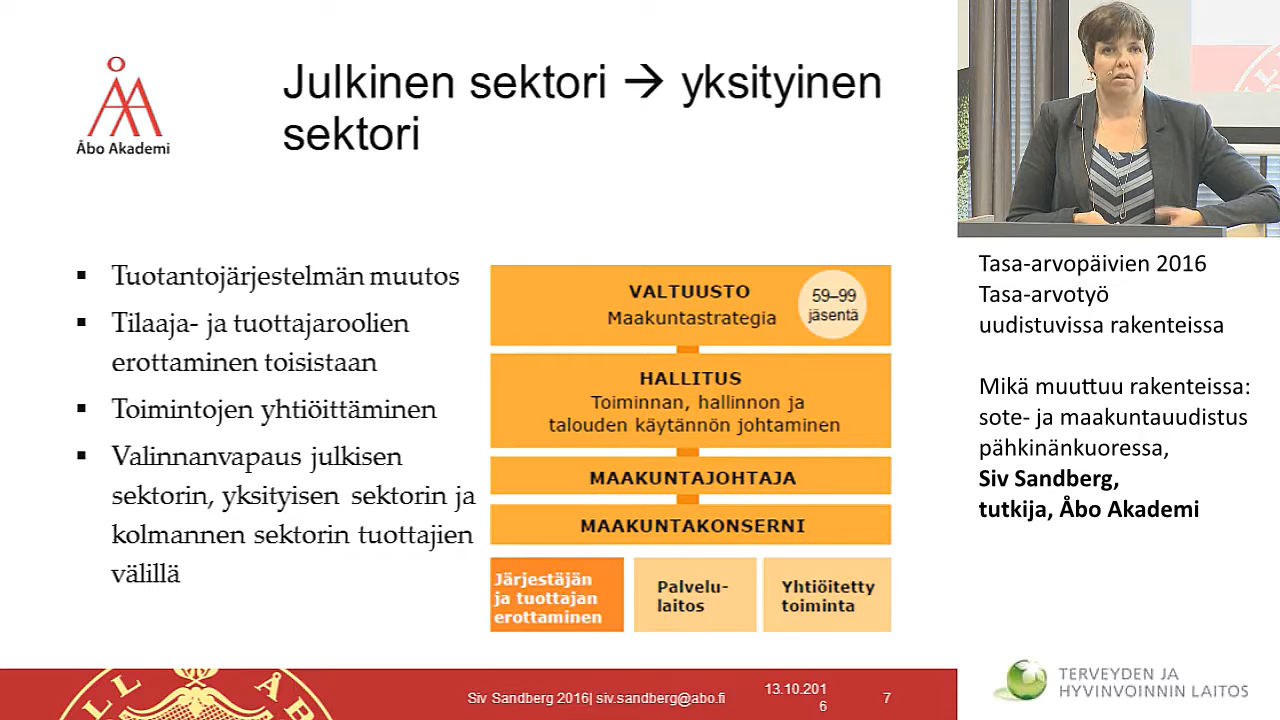 Åbo Akademi
Julkinen sektori → yksityinen
sektori
▪ Tuotantojärjestelmän muutos
▪ Tilaaja- ja tuottajaroolien
erottaminen toisistaan
▪ Toimintojen yhtiöittäminen
▪ Valinnanvapaus julkisen
sektorin, yksityisen sektorin ja
kolmannen sektorin tuottajien
välillä
VALTUUSTO
Maakuntastrategia
59–99
jäsentä
HALLITUS
Toiminnan, hallinnon ja
talouden käytännön johtaminen
MAAKUNTAJOHTAJA
MAAKUNTAKONSERNI
Järjestäjän
ja tuottajan
erottaminen
Palvelu-
laitos
Yhtiöitetty
toiminta
Siv Sandberg 2016| siv.sandberg@abo.fi
13.10.201
6
7
Tasa-arvopäivien 2016
Tasa-arvotyö
uudistuvissa rakenteissa
Mikä muuttuu rakenteissa:
sote- ja maakuntauudistus
pähkinänkuoressa,
Siv Sandberg,
tutkija, Åbo Akademi
TERVEYDEN JA
HYVINVOINNIN LAITOS